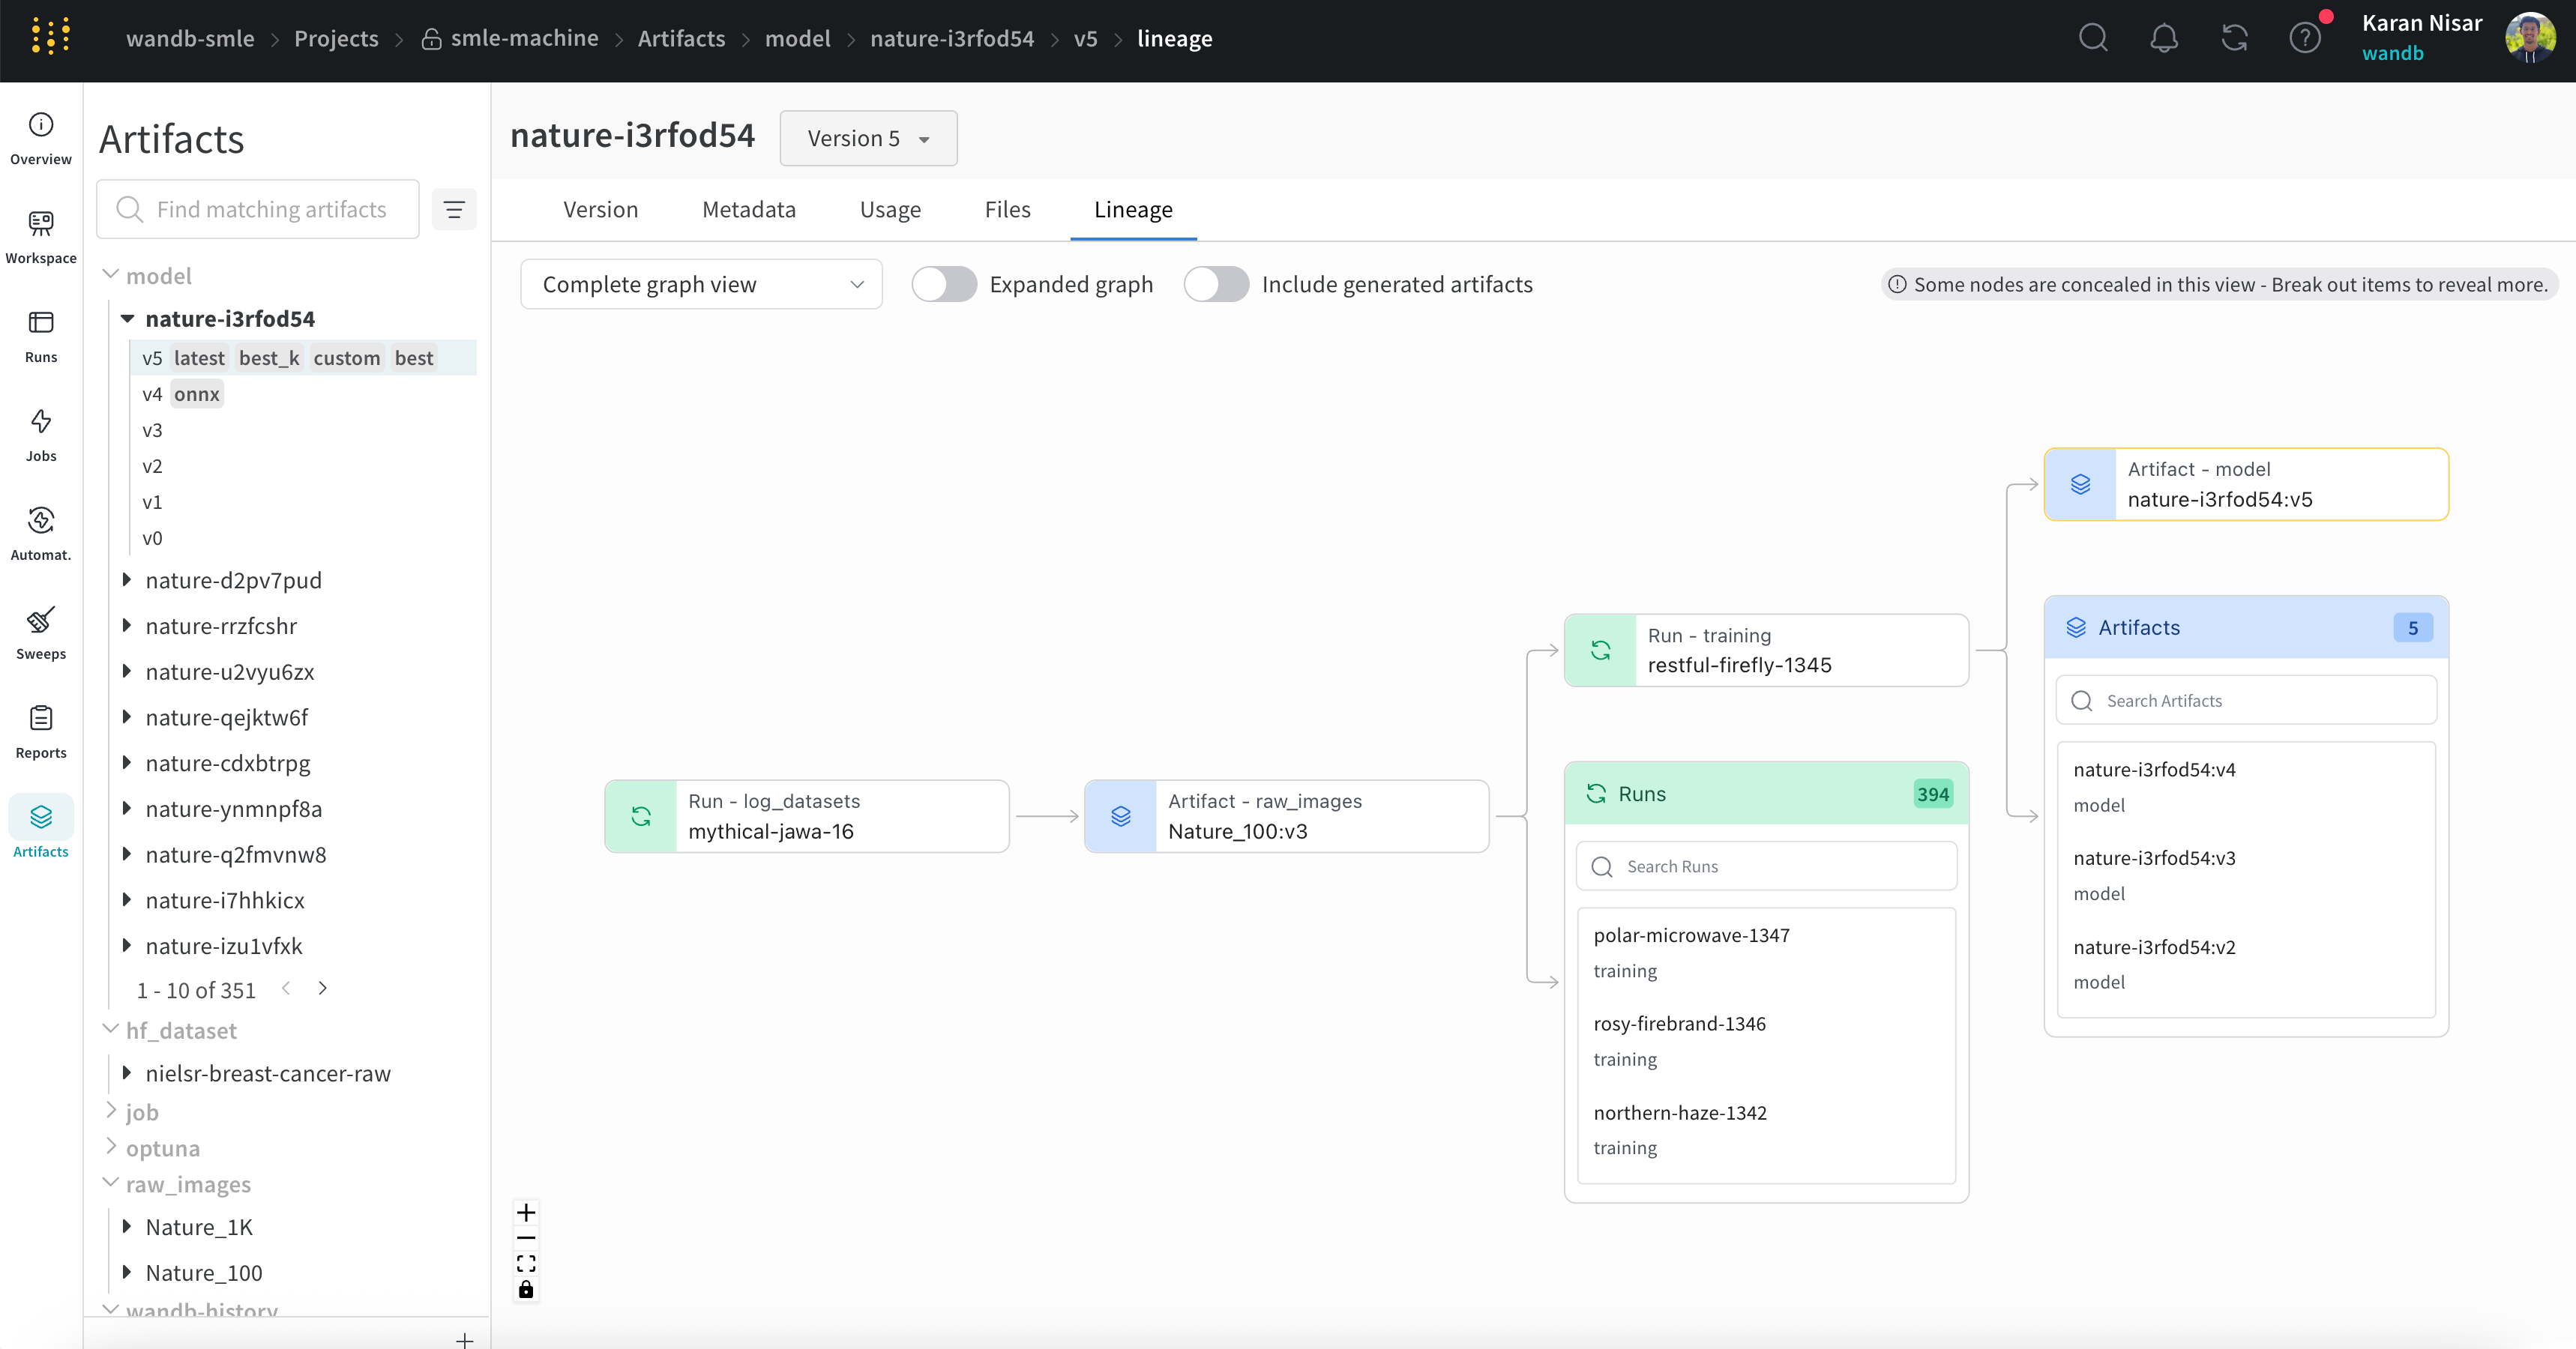 wandb-smle > Projects > smle-machine > Artifacts > model > nature-i3rfod54 > v5 > lineage
Karan Nisar
wandb
Overview
Workspace
Runs
Jobs
Automat.
Sweeps
Reports
Artifacts
Artifacts
Find matching artifacts
model
nature-i3rfod54
v5 latest best_k custom best
v4 onnx
v3
v2
v1
v0
nature-d2pv7pud
nature-rrzfcshr
nature-u2vyu6zx
nature-qejktw6f
nature-cdxbtrpg
nature-ynmnpf8a
nature-q2fmvnw8
nature-i7hhkicx
nature-izu1vfxk
1 - 10 of 351
hf_dataset
nielsr-breast-cancer-raw
job
optuna
raw_images
Nature_1K
Nature_100
wandb-history
nature-i3rfod54
Version 5
Version Metadata Usage Files Lineage
Complete graph view
Expanded graph
Include generated artifacts
Some nodes are concealed in this view - Break out items to reveal more.
Run - log_datasets
mythical-jawa-16
Artifact - raw_images
Nature_100:v3
Run - training
restful-firefly-1345
Runs 394
Search Runs
polar-microwave-1347
training
rosy-firebrand-1346
training
northern-haze-1342
training
Artifact - model
nature-i3rfod54:v5
Artifacts 5
Search Artifacts
nature-i3rfod54:v4
model
nature-i3rfod54:v3
model
nature-i3rfod54:v2
model